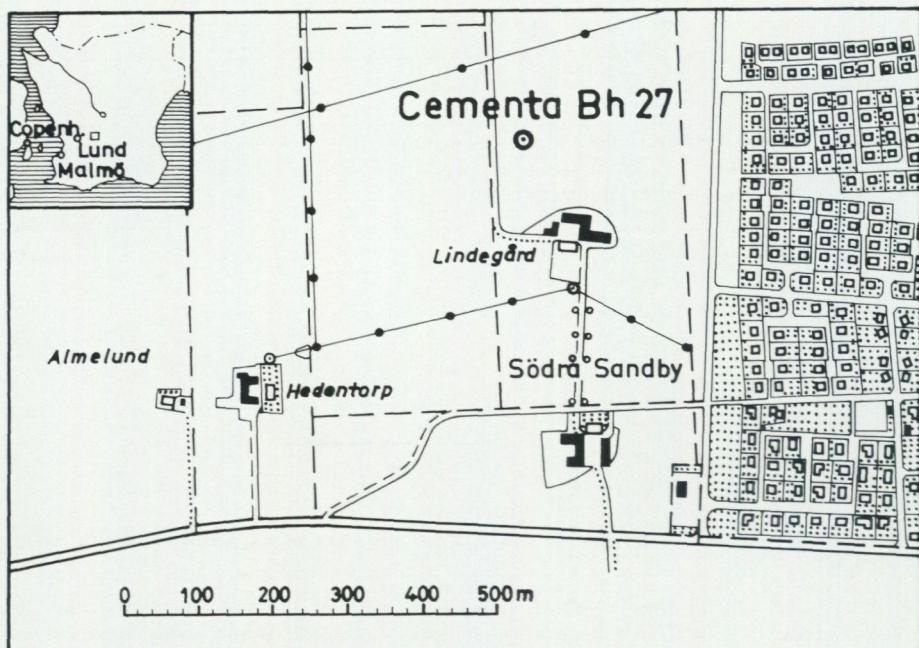 Copenh.
Lund
Malmö
Cementa Bh 27
Lindegård
Almelund
Hedentorp
Södra Sandby
0 100 200 300 400 500 m